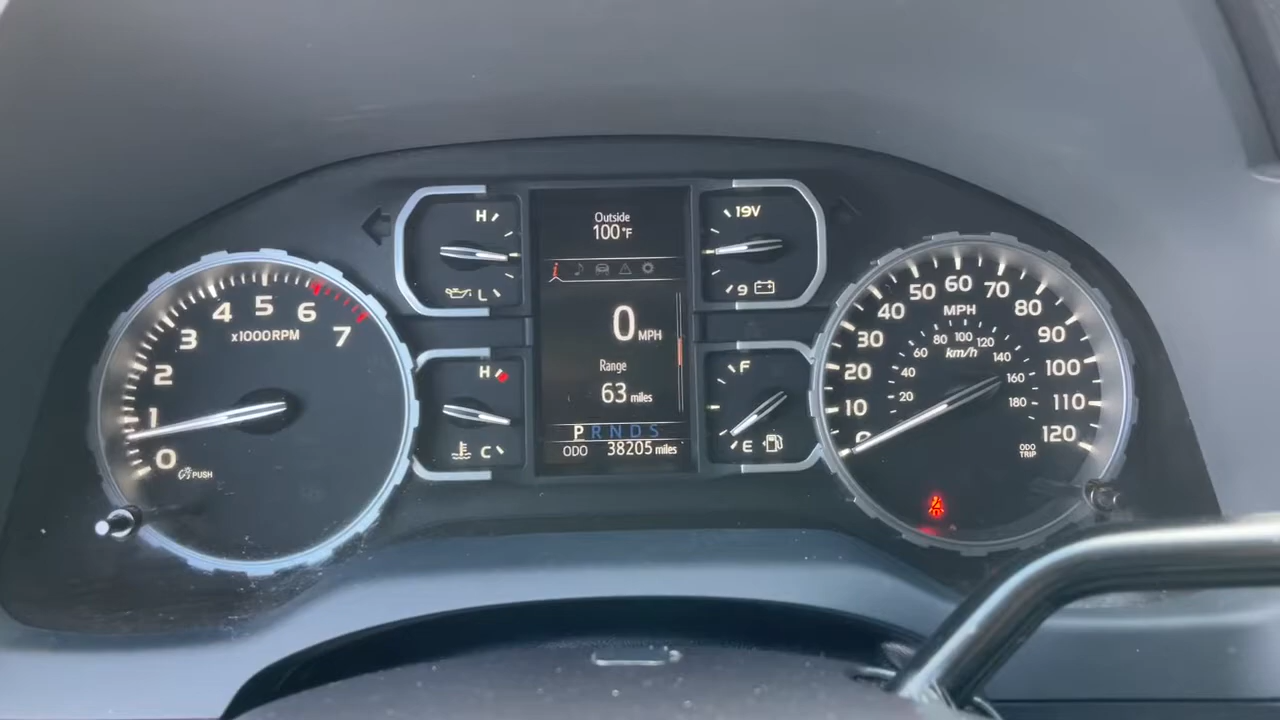 0
1
2
3
4
5
6
7
x1000RPM
PUSH
H
L
H
C
Outside
100°F
0 MPH
Range
63 miles
P R N D S
ODO 38205 miles
19V
9
F
E
0
10
20
30
40
50
60
70
80
90
100
110
120
MPH
20
40
60
80
100
120
140
160
180
km/h
ODO
TRIP